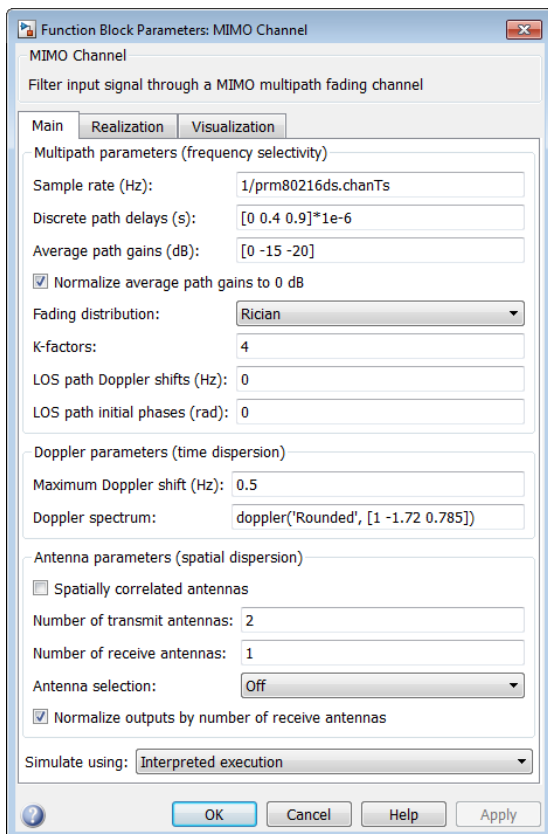 Function Block Parameters: MIMO Channel
MIMO Channel
Filter input signal through a MIMO multipath fading channel
Main Realization Visualization
Multipath parameters (frequency selectivity)
Sample rate (Hz): 1/prm80216ds.chanTs
Discrete path delays (s): [0 0.4 0.9]*1e-6
Average path gains (dB): [0 -15 -20]
Normalize average path gains to 0 dB
Fading distribution: Rician
K-factors: 4
LOS path Doppler shifts (Hz): 0
LOS path initial phases (rad): 0
Doppler parameters (time dispersion)
Maximum Doppler shift (Hz): 0.5
Doppler spectrum: doppler('Rounded', [1 -1.72 0.785])
Antenna parameters (spatial dispersion)
Spatially correlated antennas
Number of transmit antennas: 2
Number of receive antennas: 1
Antenna selection: Off
Normalize outputs by number of receive antennas
Simulate using: Interpreted execution
? OK Cancel Help Apply